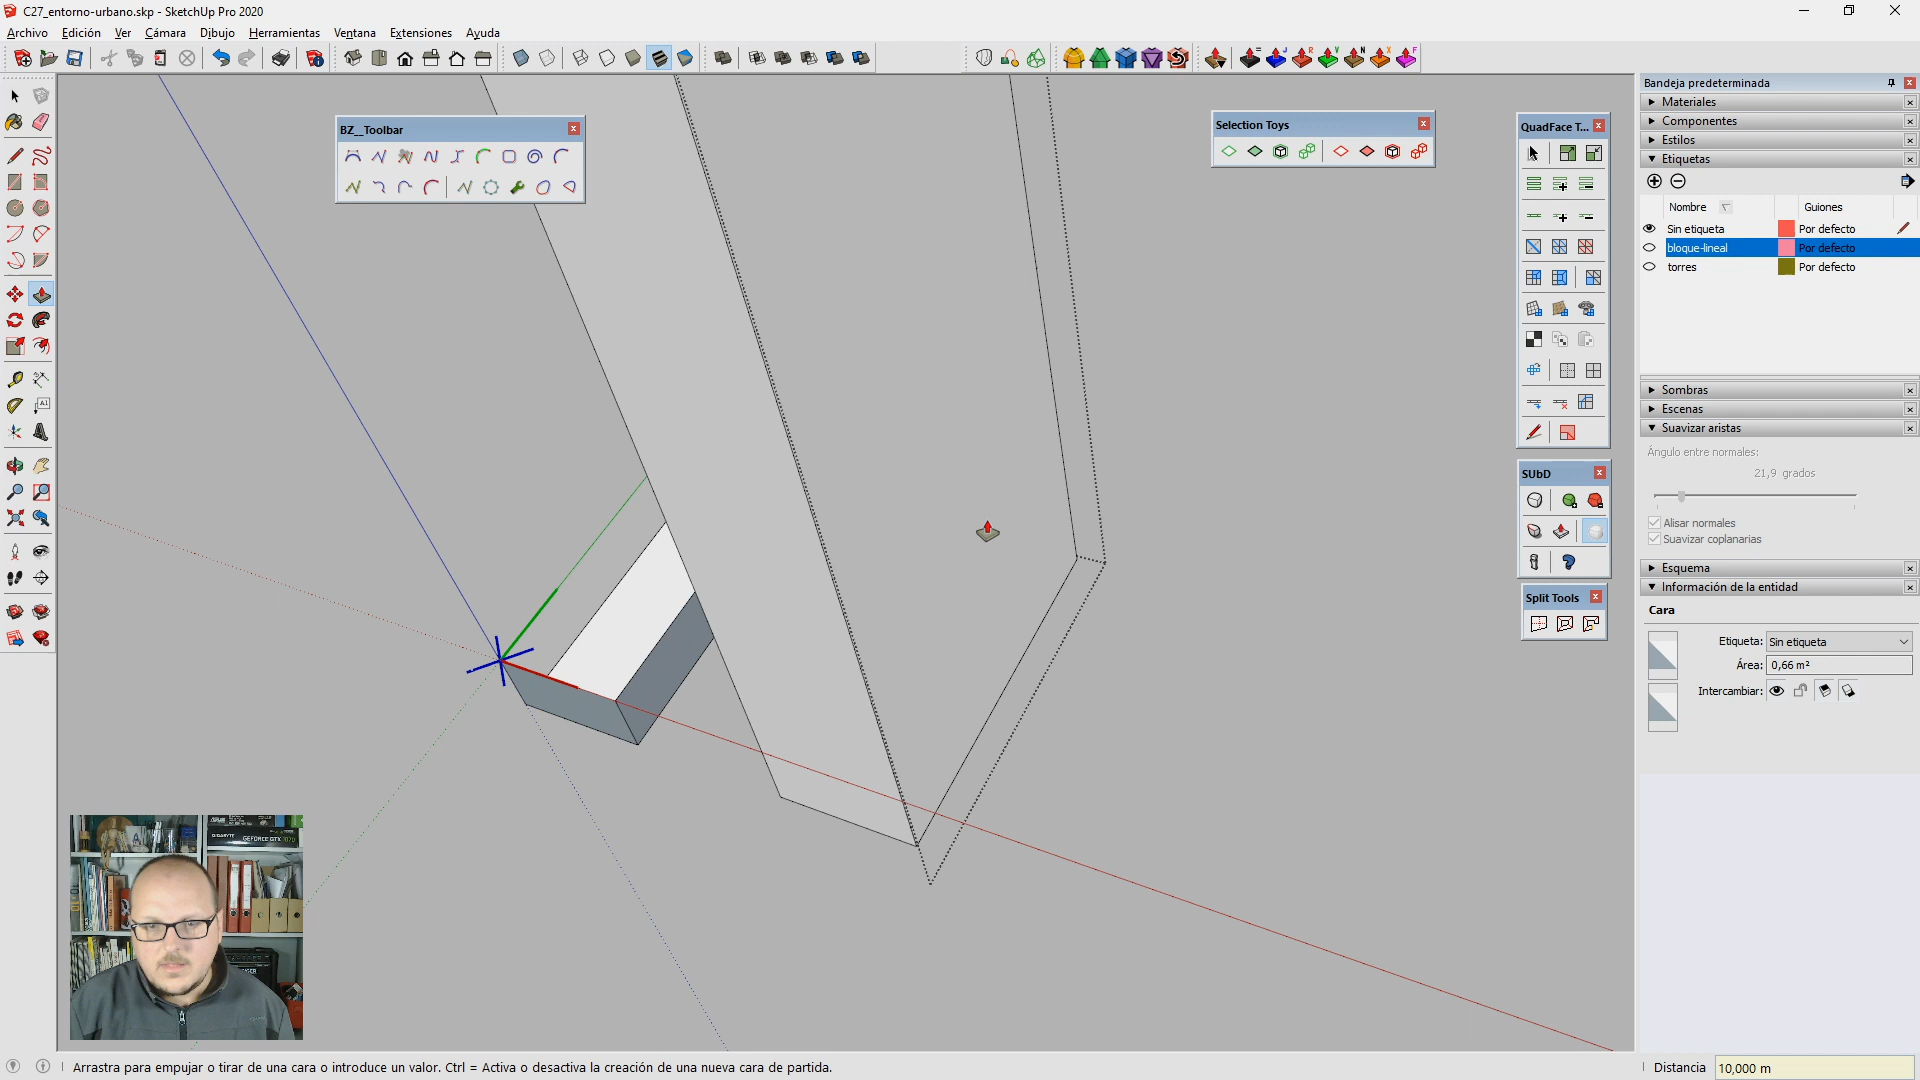 C27_entorno-urbano.skp - SketchUp Pro 2020
Archivo Edición Ver Cámara Dibujo Herramientas Ventana Extensiones Ayuda
Bandeja predeterminada
Materiales
Componentes
Estilos
Etiquetas
Nombre Guiones
Sin etiqueta Por defecto
bloque-lineal Por defecto
torres Por defecto
Sombras
Escenas
Suavizar aristas
Ángulo entre normales:
21,9 grados
Alisar normales
Suavizar coplanarias
Esquema
Información de la entidad
Cara
Etiqueta: Sin etiqueta
Área: 0,66 m²
Intercambiar:
BZ__Toolbar
Selection Toys
QuadFace T...
SUbD
Split Tools
GEFORCE GTX
Arrastra para empujar o tirar de una cara o introduce un valor. Ctrl = Activa o desactiva la creación de una nueva cara de partida.
Distancia 10,000 m